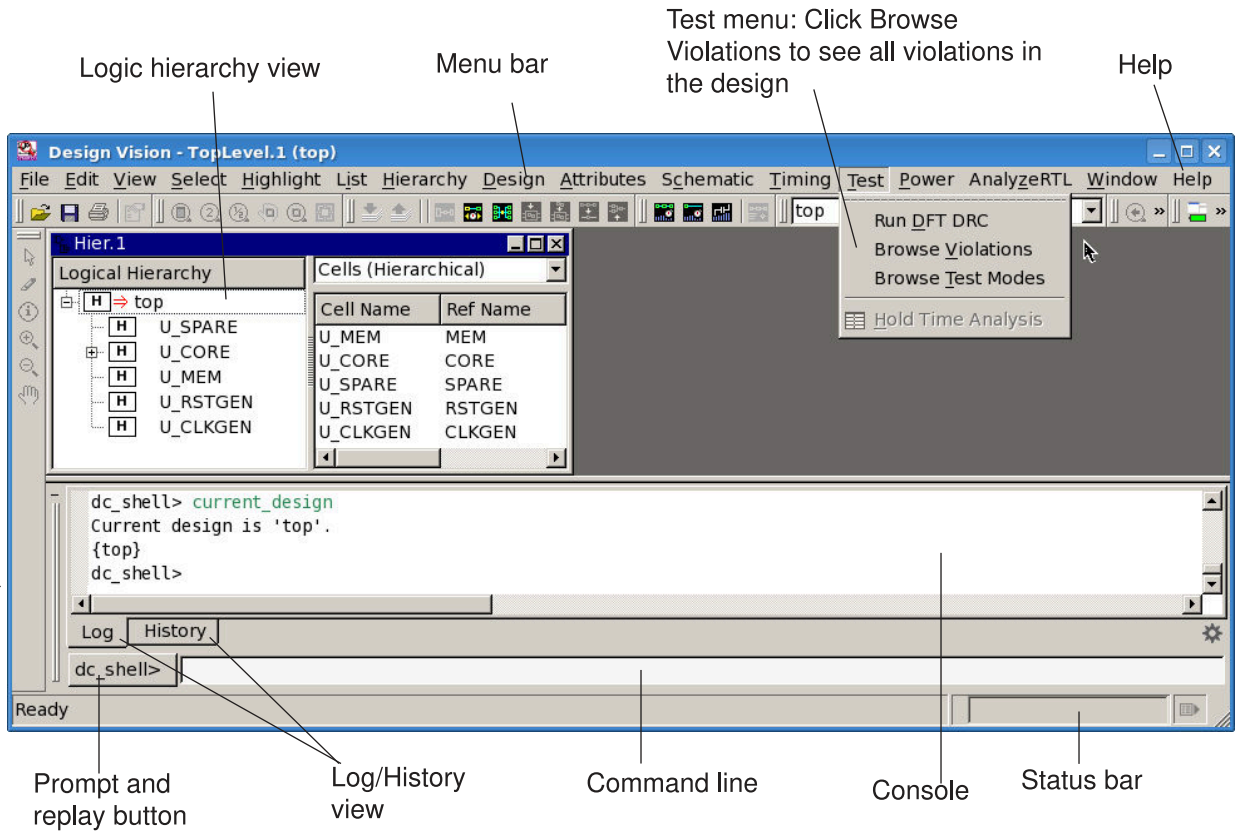 Test menu: Click Browse
Violations to see all violations in
the design
Logic hierarchy view
Menu bar
Help
Design Vision - TopLevel.1 (top)
File Edit View Select Highlight List Hierarchy Design Attributes Schematic Timing Test Power AnalyzeRTL Window Help
top
Run DFT DRC
Browse Violations
Browse Test Modes
Hold Time Analysis
Hier.1
Logical Hierarchy
top
U_SPARE
U_CORE
U_MEM
U_RSTGEN
U_CLKGEN
Cells (Hierarchical)
Cell Name Ref Name
U_MEM MEM
U_CORE CORE
U_SPARE SPARE
U_RSTGEN RSTGEN
U_CLKGEN CLKGEN
dc_shell> current_design
Current design is 'top'.
{top}
dc_shell>
Log History
dc_shell>
Ready
Prompt and
replay button
Log/History
view
Command line
Console
Status bar